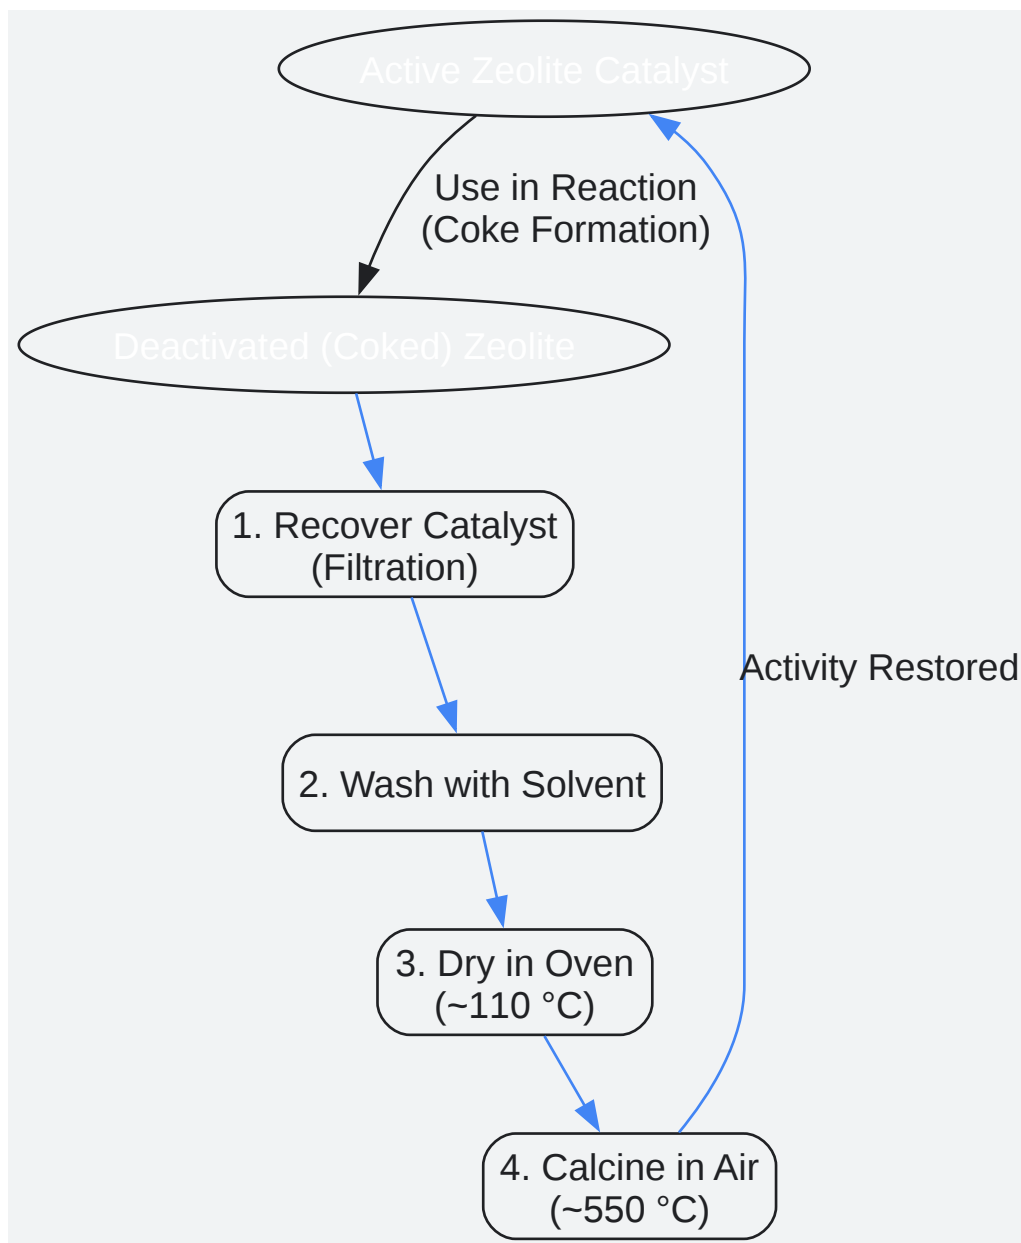 Active Zeolite Catalyst
Use in Reaction
(Coke Formation)
Deactivated (Coked) Zeolite
1. Recover Catalyst
(Filtration)
Activity Restored
2. Wash with Solvent
3. Dry in Oven
(~110 °C)
4. Calcine in Air
(~550 °C)